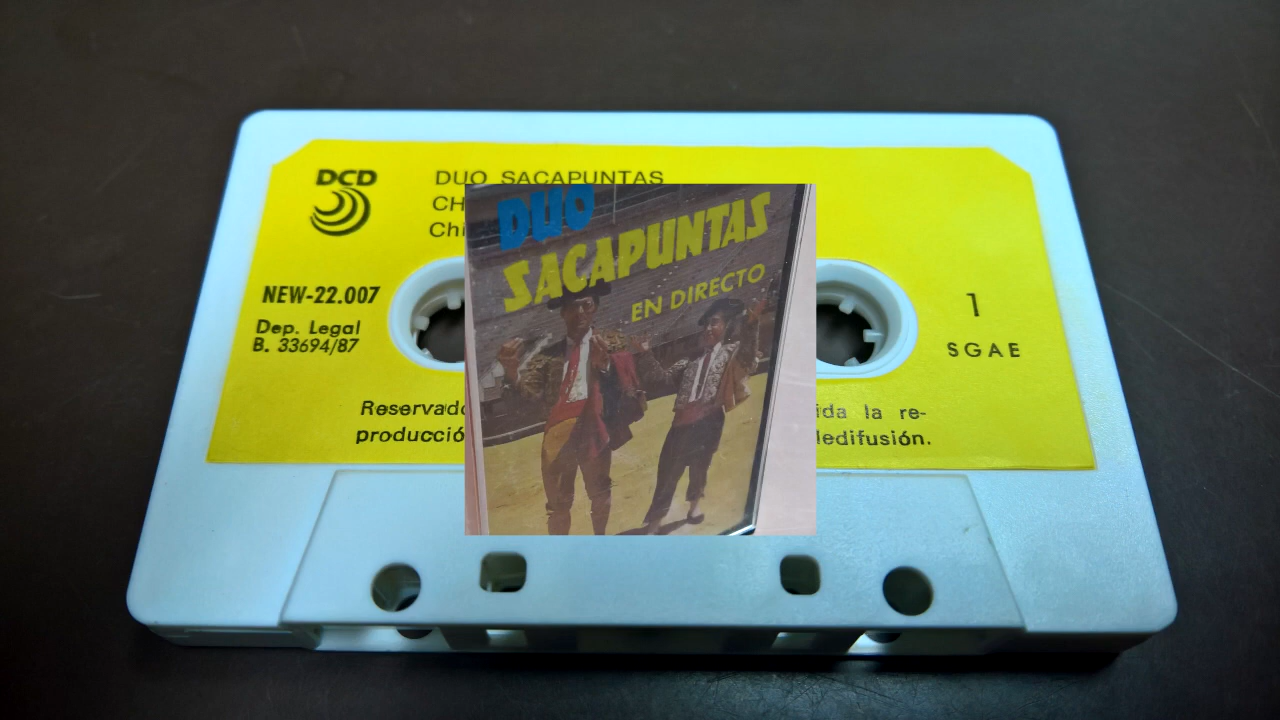 DCD
DUO SACAPUNTAS
CH
Chi
DUO
SACAPUNTAS
EN DIRECTO
NEW-22.007
Dep. Legal
B. 33694/87
1
SGAE
Reservado ida la re-
producció ledifusión.